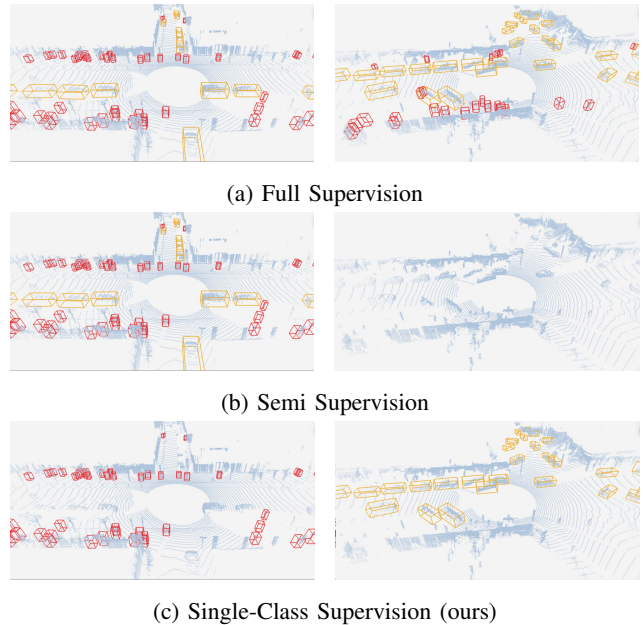 (a) Full Supervision
(b) Semi Supervision
(c) Single-Class Supervision (ours)